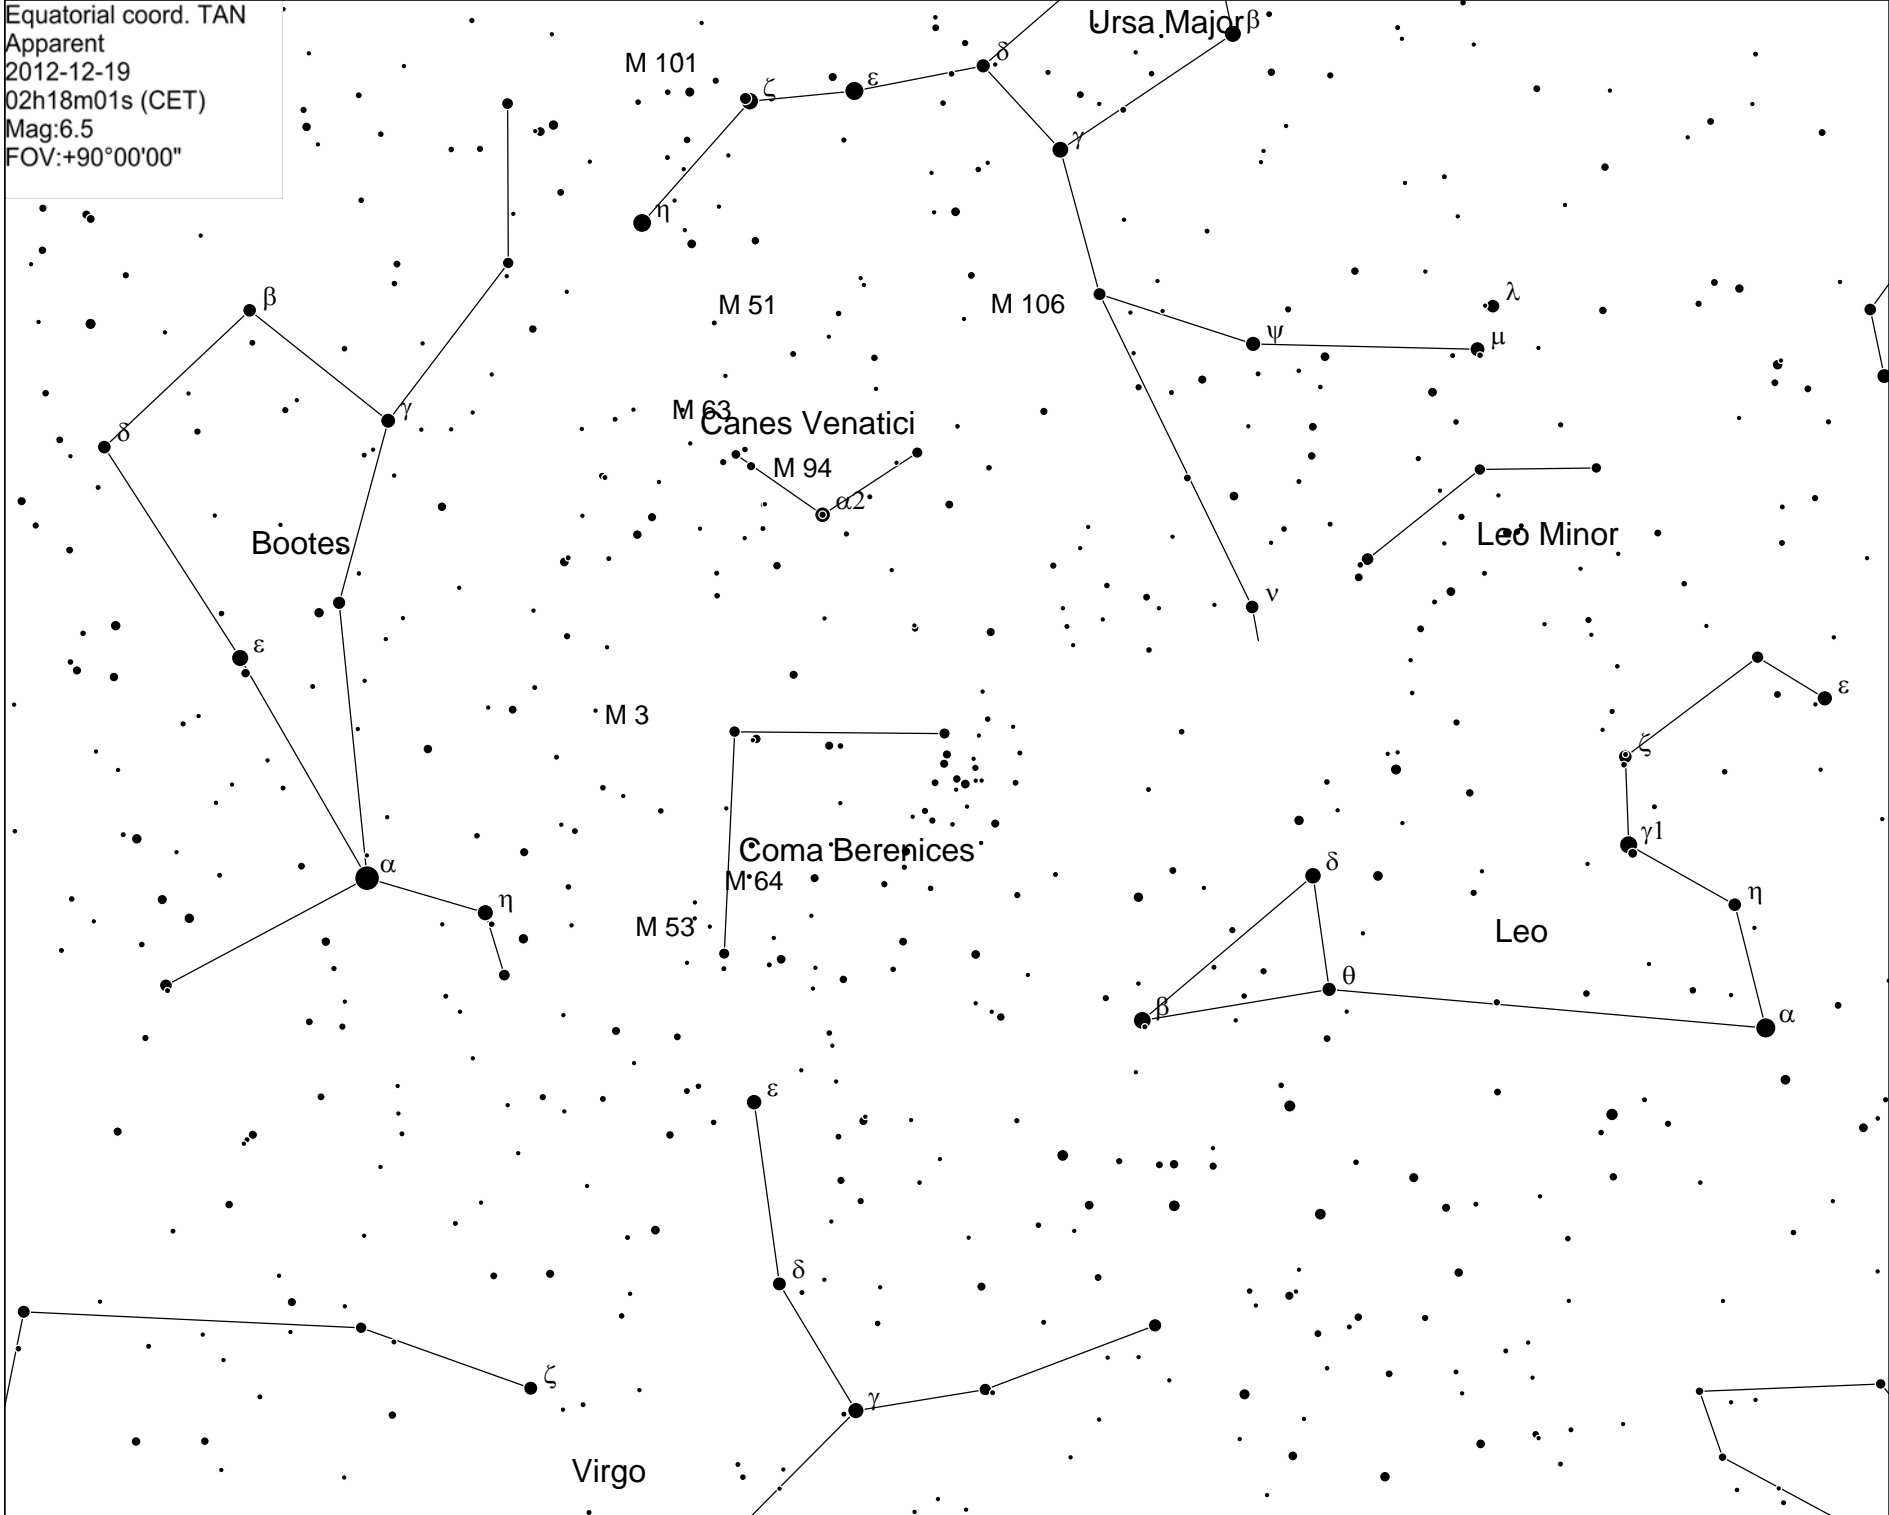 Equatorial coord. TAN
Apparent
2012-12-19
02h18m01s (CET)
Mag:6.5
FOV:+90°00'00"
Ursa Major β
δ
M 101
ζ
ε
γ
η
β
M 51
M 106
λ
ψ
μ
γ
M 63
Canes Venatici
δ
M 94
α2
Bootes
Leo Minor
ν
ε
ε
M 3
ζ
γ1
Coma Berenices
α
M 64
δ
η
η
M 53
Leo
θ
β
α
ε
δ
ζ
γ
Virgo